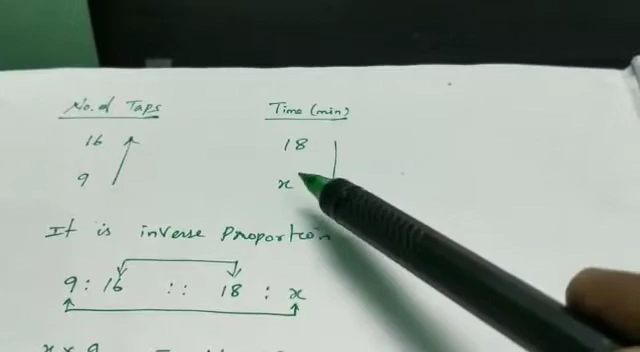 No. of Taps Time (min)
16 18
9 x
It is inverse proportion
9 : 16 :: 18 : x